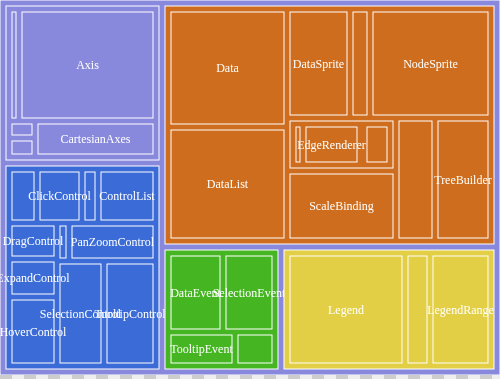 Axis
CartesianAxes
Data
DataSprite
NodeSprite
DataList
EdgeRenderer
ScaleBinding
TreeBuilder
ClickControl
ControlList
DragControl
PanZoomControl
ExpandControl
SelectionControl
TooltipControl
HoverControl
DataEvent
SelectionEvent
TooltipEvent
Legend
LegendRange